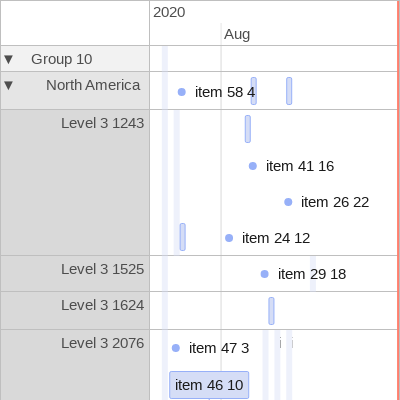 2020
Aug
▼ Group 10
▼ North America
item 58 4
Level 3 1243
item 41 16
item 26 22
item 24 12
Level 3 1525
item 29 18
Level 3 1624
Level 3 2076
item 47 3
item 46 10